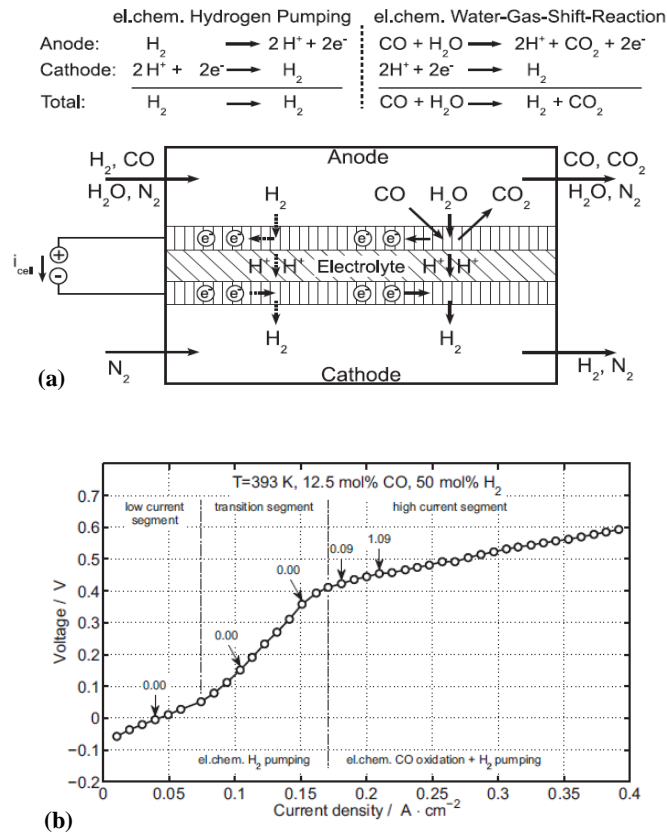 el.chem. Hydrogen Pumping
el.chem. Water-Gas-Shift-Reaction
Anode: H₂ → 2 H⁺ + 2e⁻
CO + H₂O → 2H⁺ + CO₂ + 2e⁻
Cathode: 2 H⁺ + 2e⁻ → H₂
2H⁺ + 2e⁻ → H₂
Total: H₂ → H₂
CO + H₂O → H₂ + CO₂
H₂, CO
H₂O, N₂
Anode
CO, CO₂
H₂O, N₂
H₂
CO H₂O CO₂
e⁻ e⁻ e⁻ e⁻
i cell
+
-
H⁺ H⁺ Electrolyte H⁺ H⁺
e⁻ e⁻ e⁻ e⁻
H₂ H₂
N₂
Cathode
H₂, N₂
(a)
T=393 K, 12.5 mol% CO, 50 mol% H₂
low current
segment
transition segment
high current segment
0.7
0.6
0.5
0.4
0.3
0.2
0.1
0
−0.1
−0.2
Voltage / V
0.00
0.00
0.00
0.09
1.09
el.chem. H₂ pumping
el.chem. CO oxidation + H₂ pumping
0 0.05 0.1 0.15 0.2 0.25 0.3 0.35 0.4
Current density / A · cm⁻²
(b)